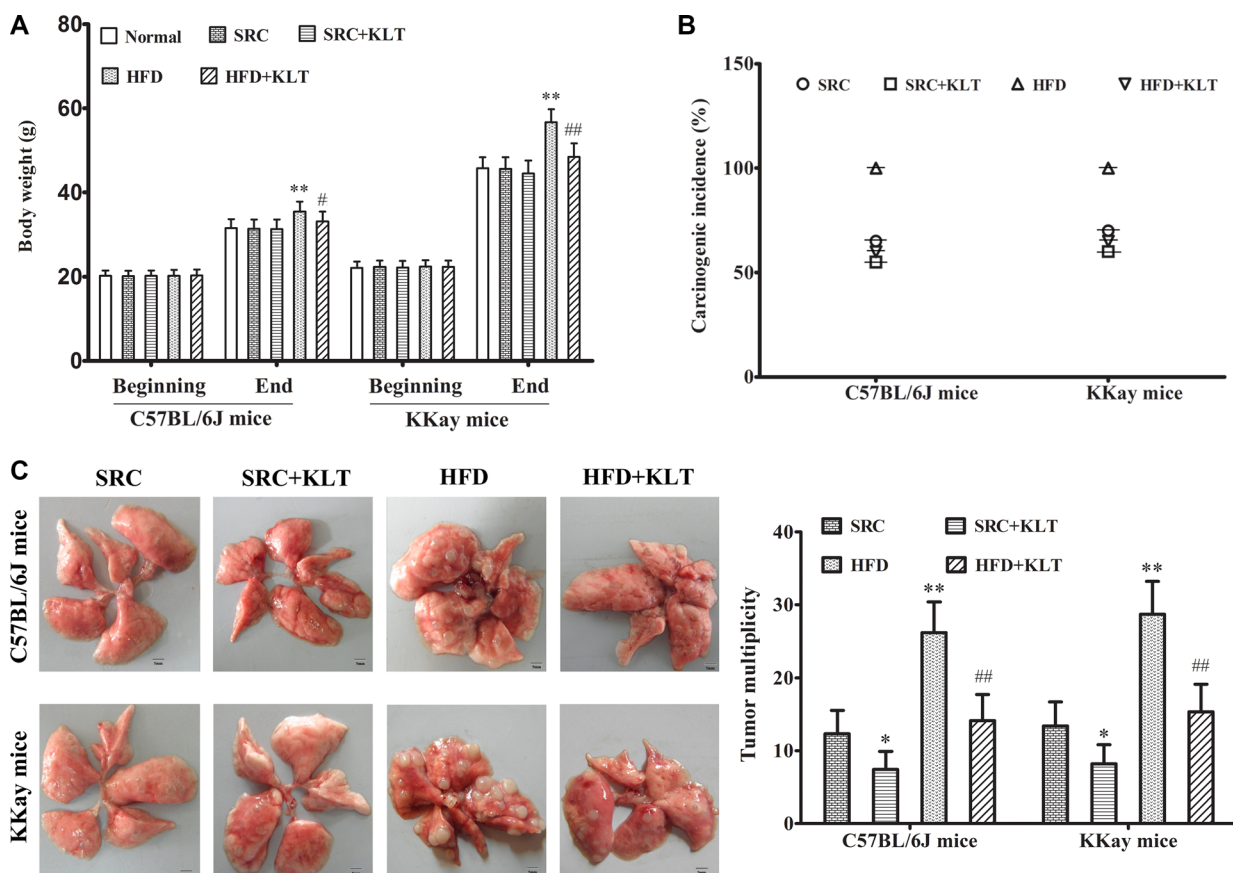 A
80
60
40
20
0
Body weight (g)
Normal
SRC
SRC+KLT
HFD
HFD+KLT
**
#
**
##
Beginning
End
Beginning
End
C57BL/6J mice
KKay mice
B
150
100
50
0
Carcinogenic incidence (%)
SRC
SRC+KLT
HFD
HFD+KLT
C57BL/6J mice
KKay mice
C
SRC
SRC+KLT
HFD
HFD+KLT
C57BL/6J mice
KKay mice
40
30
20
10
0
Tumor multiplicity
SRC
SRC+KLT
HFD
HFD+KLT
*
**
##
*
**
##
C57BL/6J mice
KKay mice